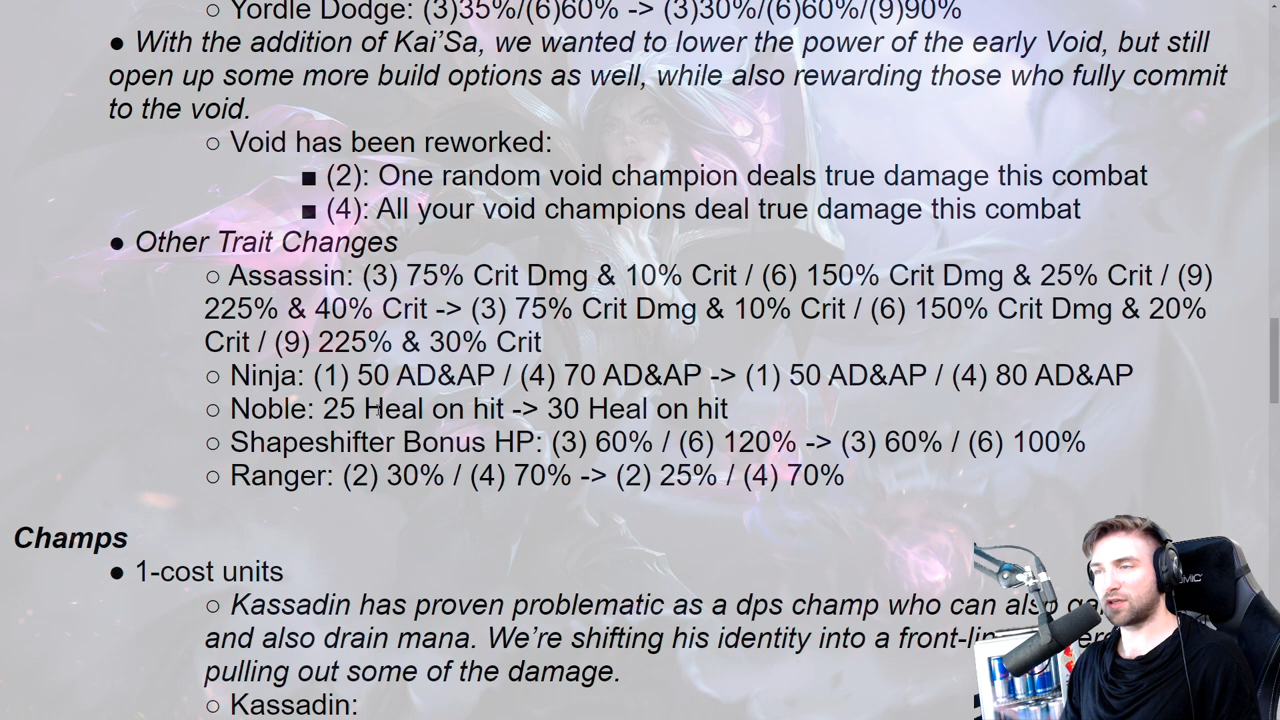 ○ Yordle Dodge: (3)35%/(6)60% -> (3)30%/(6)60%/(9)90%
● With the addition of Kai’Sa, we wanted to lower the power of the early Void, but still
open up some more build options as well, while also rewarding those who fully commit
to the void.
○ Void has been reworked:
■ (2): One random void champion deals true damage this combat
■ (4): All your void champions deal true damage this combat
● Other Trait Changes
○ Assassin: (3) 75% Crit Dmg & 10% Crit / (6) 150% Crit Dmg & 25% Crit / (9)
225% & 40% Crit -> (3) 75% Crit Dmg & 10% Crit / (6) 150% Crit Dmg & 20%
Crit / (9) 225% & 30% Crit
○ Ninja: (1) 50 AD&AP / (4) 70 AD&AP -> (1) 50 AD&AP / (4) 80 AD&AP
○ Noble: 25 Heal on hit -> 30 Heal on hit
○ Shapeshifter Bonus HP: (3) 60% / (6) 120% -> (3) 60% / (6) 100%
○ Ranger: (2) 30% / (4) 70% -> (2) 25% / (4) 70%
Champs
● 1-cost units
○ Kassadin has proven problematic as a dps champ who can also
and also drain mana. We’re shifting his identity into a
pulling out some of the damage.
○ Kassadin: